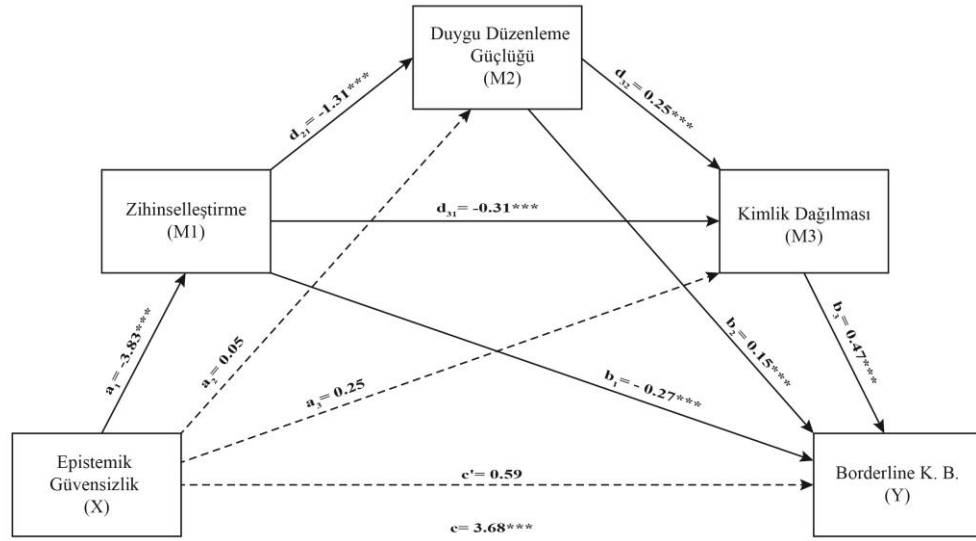 Duygu Düzenleme
Güçlüğü
(M2)
d21= -1.31***
d32= 0.25***
Zihinselleştirme
(M1)
d31= -0.31***
Kimlik Dağılması
(M3)
a1= -3.83***
a2= 0.05
a3= 0.25
b1= - 0.27***
b2= 0.15***
b3= 0.47***
Epistemik
Güvensizlik
(X)
c'= 0.59
Borderline K. B.
(Y)
c= 3.68***